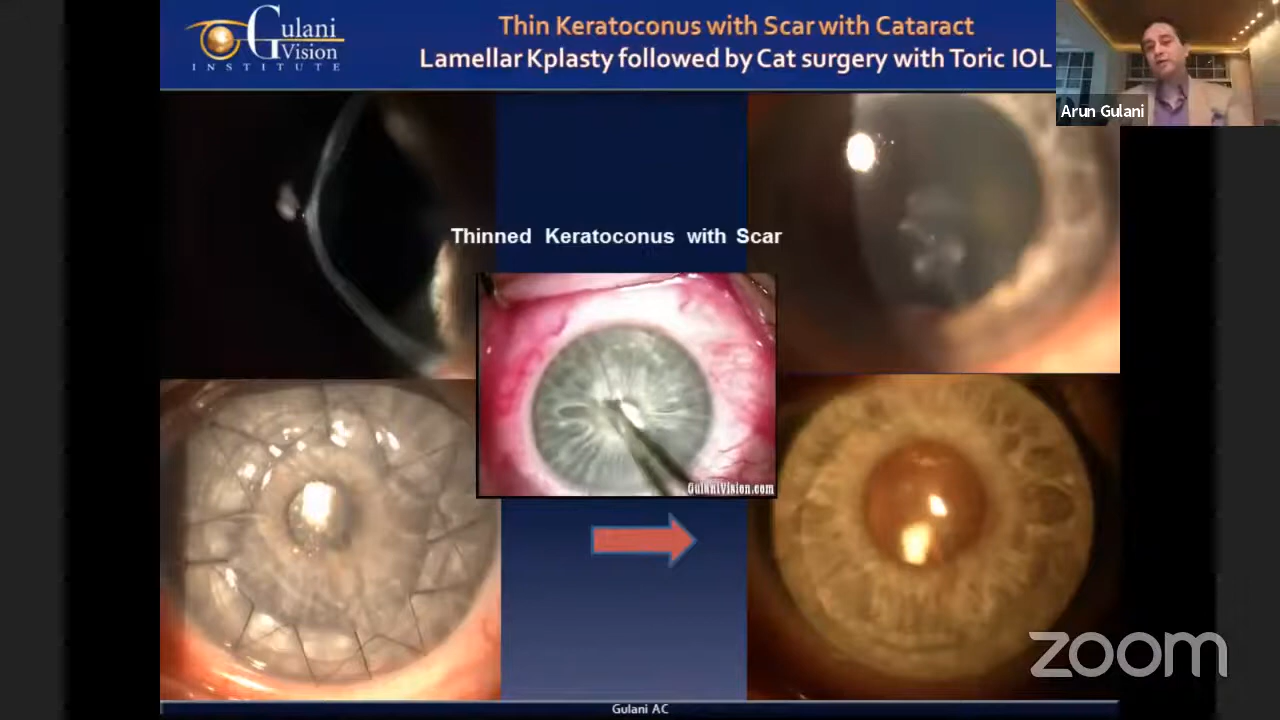 Gulani
Vision
INSTITUTE
Thin Keratoconus with Scar with Cataract
Lamellar Kplasty followed by Cat surgery with Toric IOL
Arun Gulani
Thinned Keratoconus with Scar
GulaniVision.com
zoom
Gulani AC